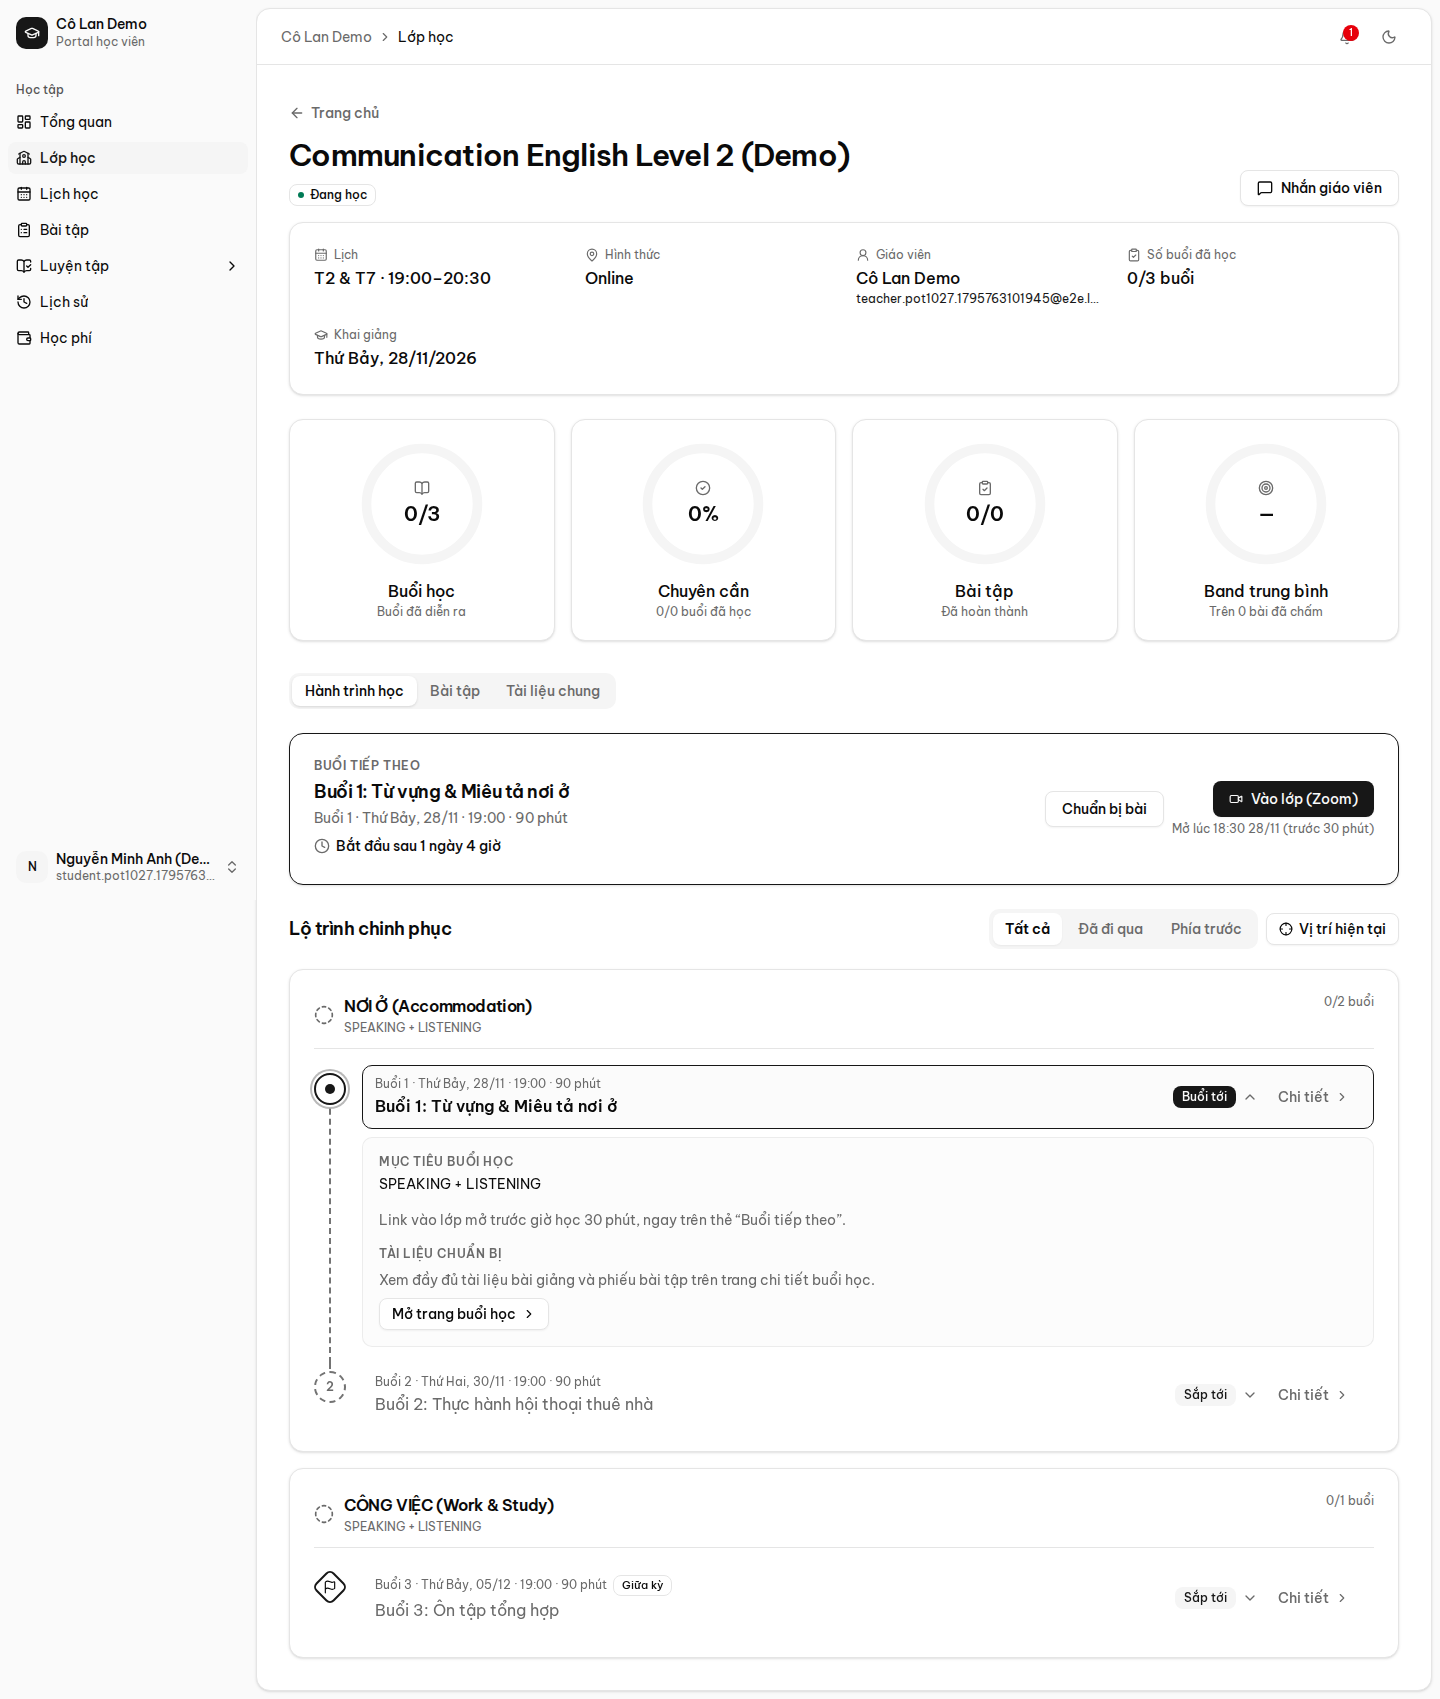 Cô Lan Demo
Portal học viên
Học tập
Tổng quan
Lớp học
Lịch học
Bài tập
Luyện tập
Lịch sử
Học phí
N
Nguyễn Minh Anh (De...
student.pot1027.1795763...
Cô Lan Demo
Lớp học
1
Trang chủ
Communication English Level 2 (Demo)
Đang học
Nhắn giáo viên
Lịch
T2 & T7 · 19:00–20:30
Hình thức
Online
Giáo viên
Cô Lan Demo
teacher.pot1027.1795763101945@e2e.l...
Số buổi đã học
0/3 buổi
Khai giảng
Thứ Bảy, 28/11/2026
0/3
Buổi học
Buổi đã diễn ra
0%
Chuyên cần
0/0 buổi đã học
0/0
Bài tập
Đã hoàn thành
–
Band trung bình
Trên 0 bài đã chấm
Hành trình học
Bài tập
Tài liệu chung
BUỔI TIẾP THEO
Buổi 1: Từ vựng & Miêu tả nơi ở
Buổi 1 · Thứ Bảy, 28/11 · 19:00 · 90 phút
Bắt đầu sau 1 ngày 4 giờ
Chuẩn bị bài
Vào lớp (Zoom)
Mở lúc 18:30 28/11 (trước 30 phút)
Lộ trình chinh phục
Tất cả
Đã đi qua
Phía trước
Vị trí hiện tại
NƠI Ở (Accommodation)
SPEAKING + LISTENING
0/2 buổi
Buổi 1 · Thứ Bảy, 28/11 · 19:00 · 90 phút
Buổi 1: Từ vựng & Miêu tả nơi ở
Buổi tới
Chi tiết
MỤC TIÊU BUỔI HỌC
SPEAKING + LISTENING
Link vào lớp mở trước giờ học 30 phút, ngay trên thẻ “Buổi tiếp theo”.
TÀI LIỆU CHUẨN BỊ
Xem đầy đủ tài liệu bài giảng và phiếu bài tập trên trang chi tiết buổi học.
Mở trang buổi học
2
Buổi 2 · Thứ Hai, 30/11 · 19:00 · 90 phút
Buổi 2: Thực hành hội thoại thuê nhà
Sắp tới
Chi tiết
CÔNG VIỆC (Work & Study)
SPEAKING + LISTENING
0/1 buổi
Buổi 3 · Thứ Bảy, 05/12 · 19:00 · 90 phút
Giữa kỳ
Buổi 3: Ôn tập tổng hợp
Sắp tới
Chi tiết